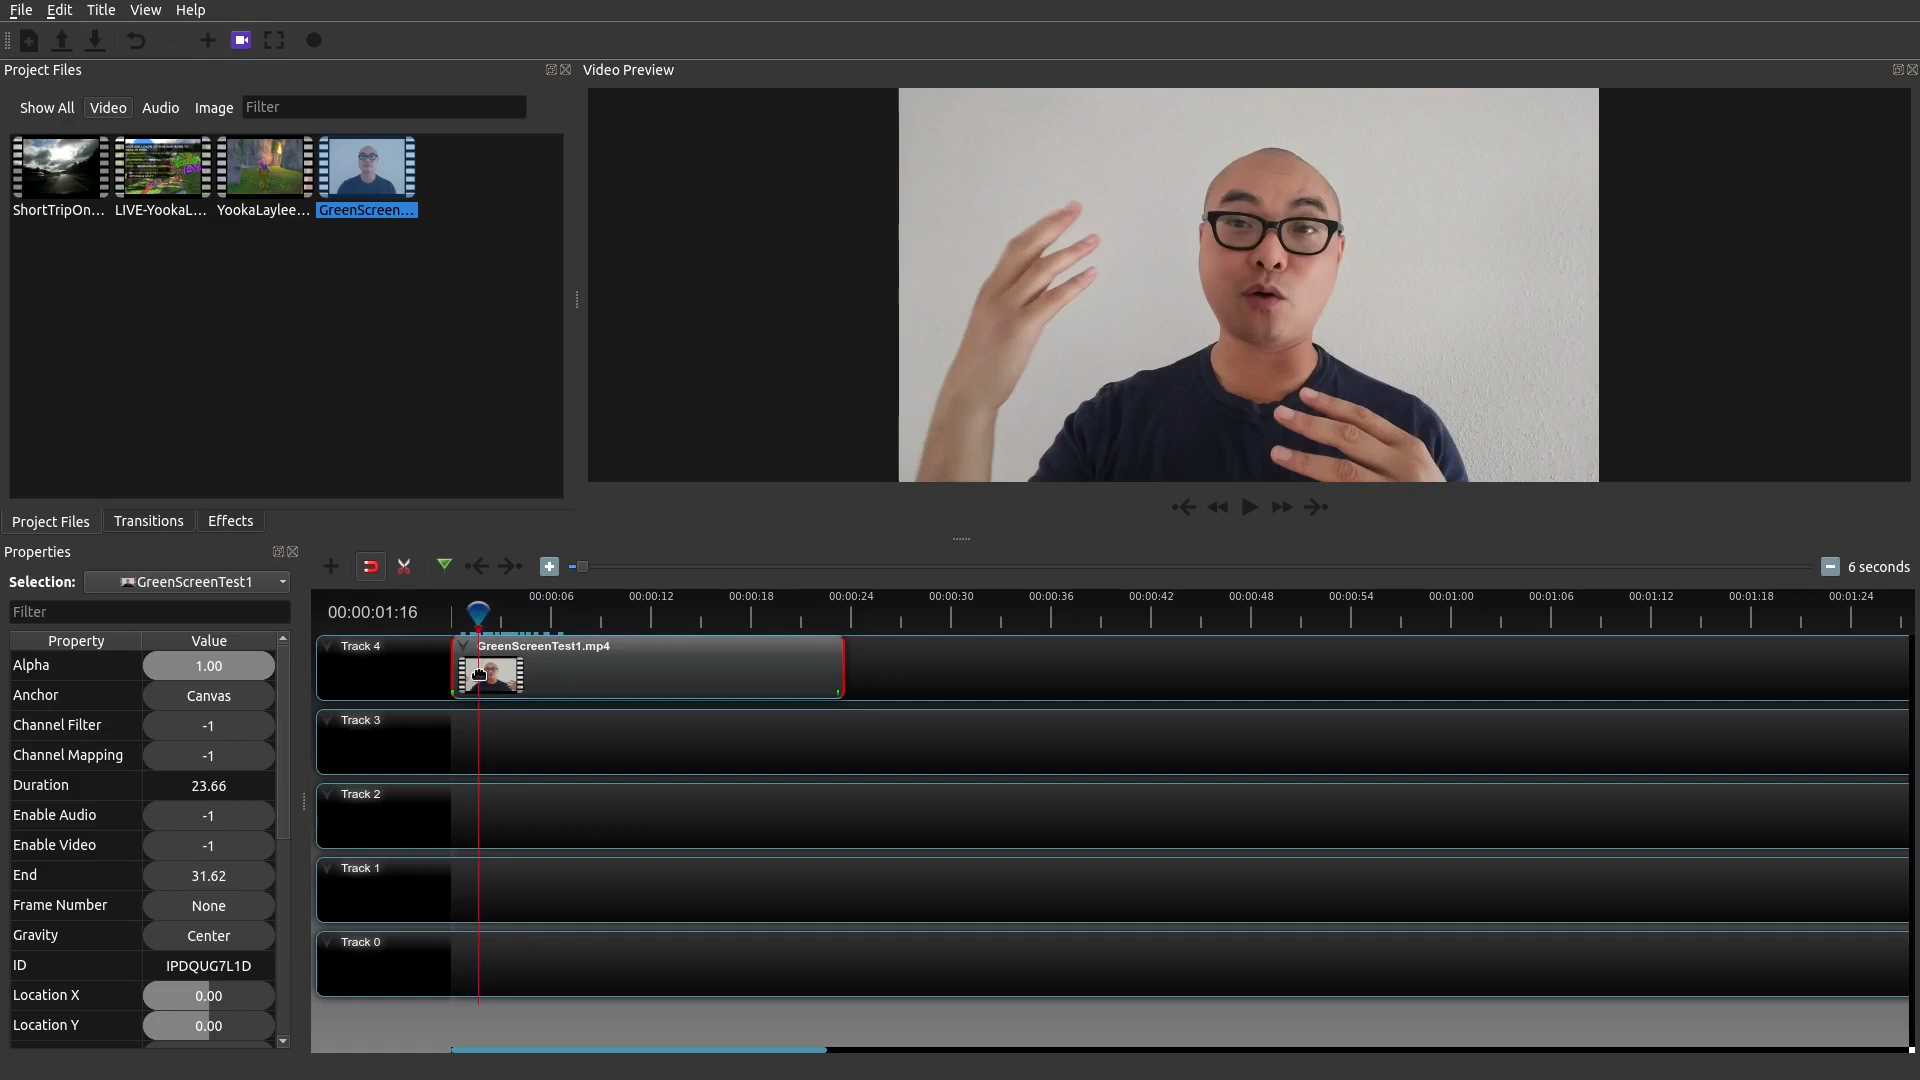 File Edit Title View Help
Project Files
Video Preview
Show All Video Audio Image Filter
ShortTripOn... LIVE-YookaL... YookaLaylee... GreenScreen...
Project Files Transitions Effects
Properties
Selection: GreenScreenTest1
Filter
Property Value
Alpha 1.00
Anchor Canvas
Channel Filter -1
Channel Mapping -1
Duration 23.66
Enable Audio -1
Enable Video -1
End 31.62
Frame Number None
Gravity Center
ID IPDQUG7L1D
Location X 0.00
Location Y 0.00
6 seconds
00:00:01:16
00:00:06 00:00:12 00:00:18 00:00:24 00:00:30 00:00:36 00:00:42 00:00:48 00:00:54 00:01:00 00:01:06 00:01:12 00:01:18 00:01:24
Track 4
GreenScreenTest1.mp4
Track 3
Track 2
Track 1
Track 0